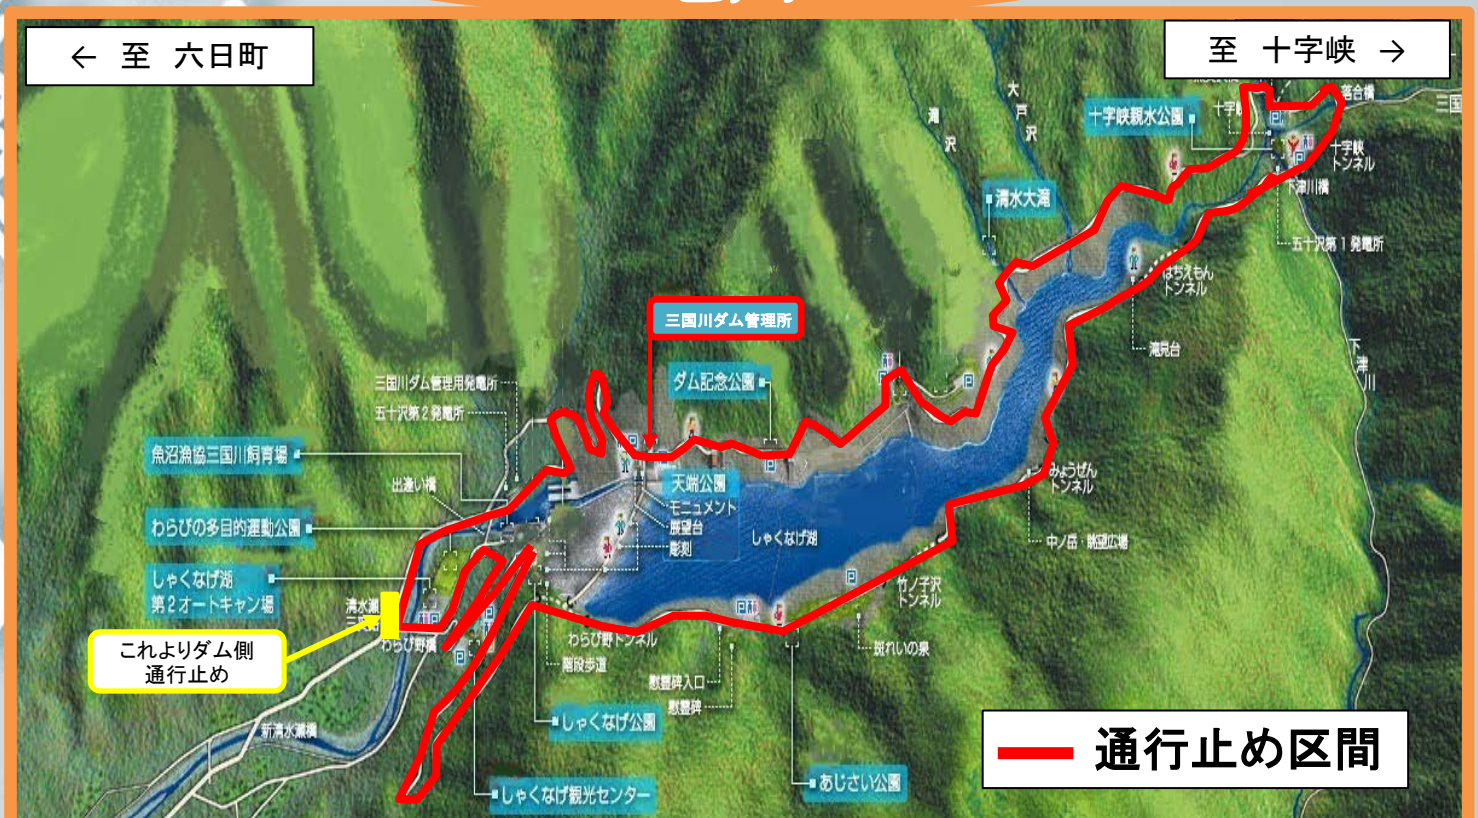 ← 至 六日町
至 十字峡 →
落合橋
三国
大戸沢
滝沢
十字峡親水公園
十字峡
十字峡
トンネル
下津川橋
清水大滝
五十沢第1発電所
はちえもん
トンネル
三国川ダム管理所
滝見台
下津川
三国川ダム管理用発電所
ダム記念公園
五十沢第2発電所
魚沼漁協三国川飼育場
出逢い橋
天端公園
モニュメント
展望台
彫刻
みょうぜん
トンネル
わらびの多目的運動公園
しゃくなげ湖
中ノ岳・眺望広場
しゃくなげ湖
第2オートキャン場
竹ノ子沢
トンネル
清水瀬
これよりダム側
通行止め
わらび野橋
わらび野トンネル
斑れいの泉
階段歩道
慰霊碑入口
慰霊碑
新清水瀬橋
しゃくなげ公園
通行止め区間
しゃくなげ観光センター
あじさい公園